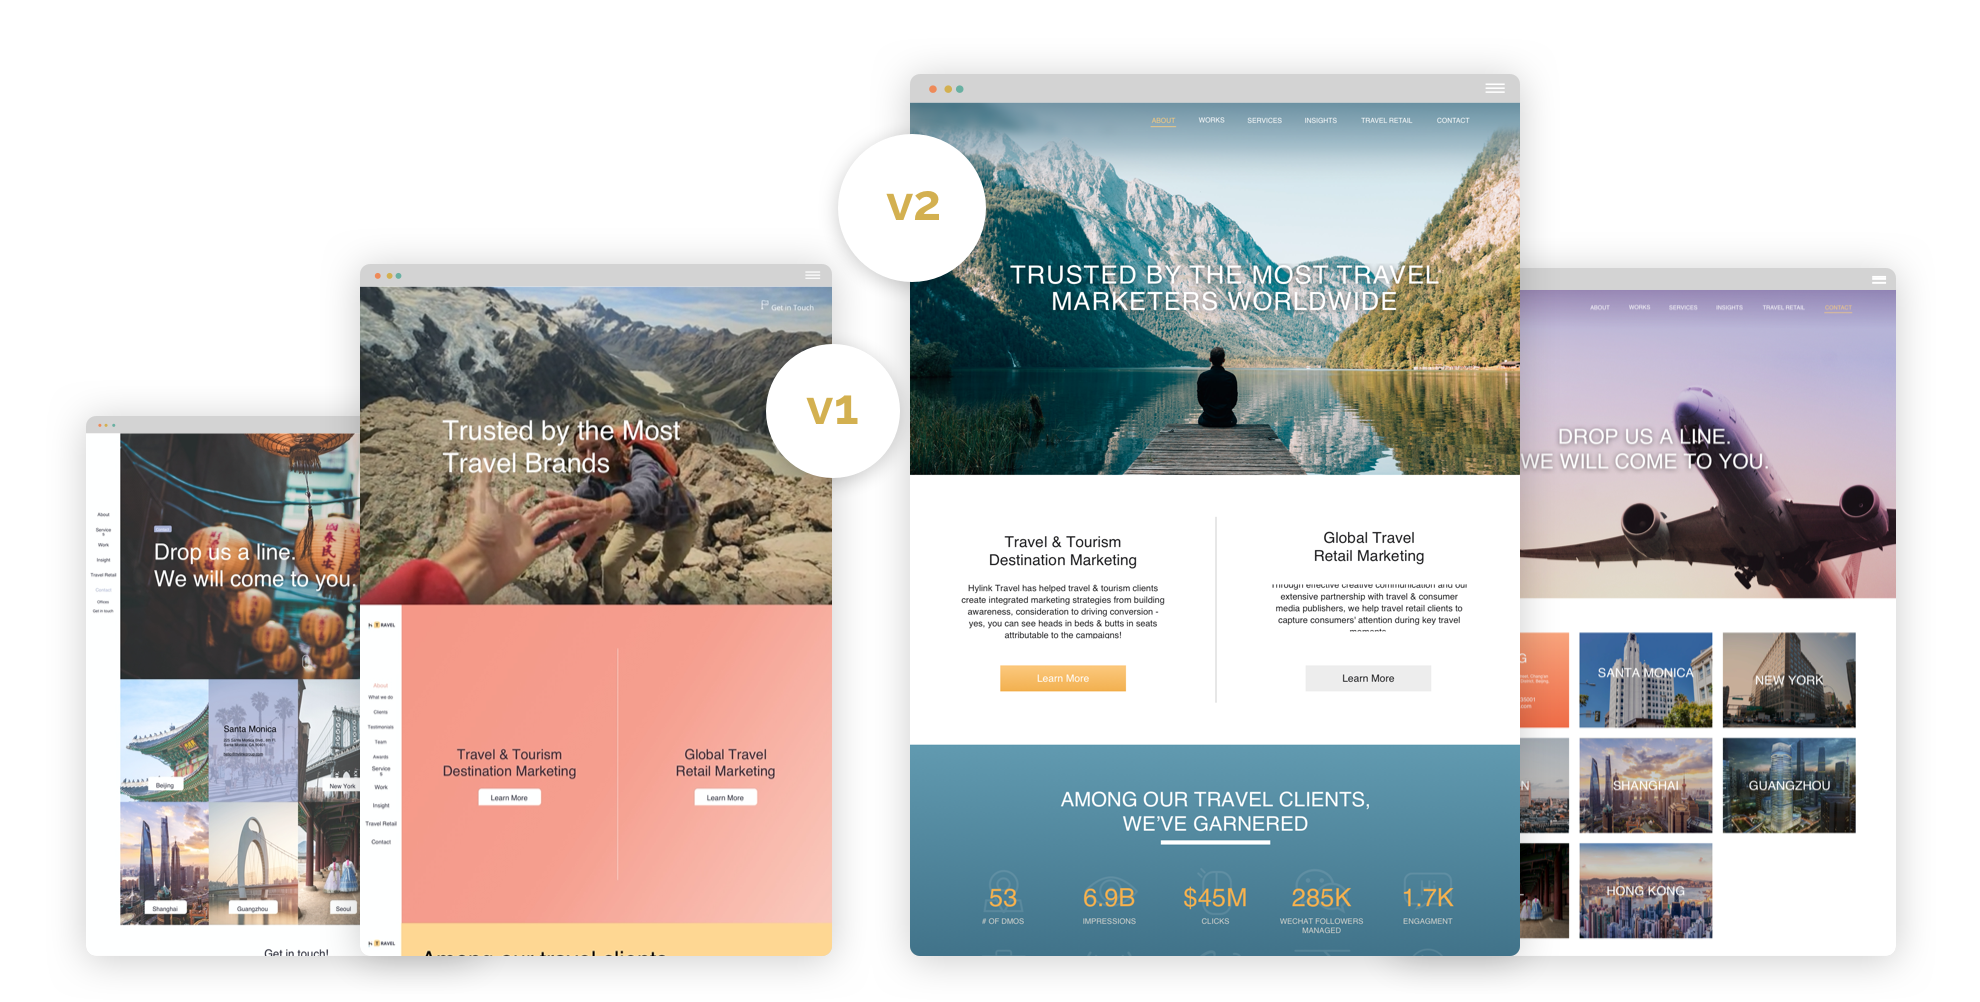 About
Service
s
Work
Insight
Travel Retail
Contact
Offices
Get in touch
Drop us a line.
We will come to you.
泰
民
安
Santa Monica
Beijing
New York
Shanghai
Guangzhou
Seoul
Get in touch!
Get in Touch
Trusted by the Most
Travel Brands
v1
TRAVEL
About
What we do
Clients
Testimonials
Team
Awards
Service
s
Work
Insight
Travel Retail
Contact
TRAVEL
Travel & Tourism
Destination Marketing
Learn More
Global Travel
Retail Marketing
Learn More
Among our travel clients
v2
ABOUT WORKS SERVICES INSIGHTS TRAVEL RETAIL CONTACT
TRUSTED BY THE MOST TRAVEL
MARKETERS WORLDWIDE
Travel & Tourism
Destination Marketing
Hylink Travel has helped travel & tourism clients
create integrated marketing strategies from building
awareness, consideration to driving conversion -
yes, you can see heads in beds & butts in seats
attributable to the campaigns!
Learn More
Global Travel
Retail Marketing
Through effective creative communication and our
extensive partnership with travel & consumer
media publishers, we help travel retail clients to
capture consumers' attention during key travel
moments
Learn More
AMONG OUR TRAVEL CLIENTS,
WE'VE GARNERED
53
# OF DMOS
6.9B
IMPRESSIONS
$45M
CLICKS
285K
WECHAT FOLLOWERS
MANAGED
1.7K
ENGAGMENT
ABOUT WORKS SERVICES INSIGHTS TRAVEL RETAIL CONTACT
DROP US A LINE.
WE WILL COME TO YOU.
G
SANTA MONICA
NEW YORK
N
SHANGHAI
GUANGZHOU
HONG KONG